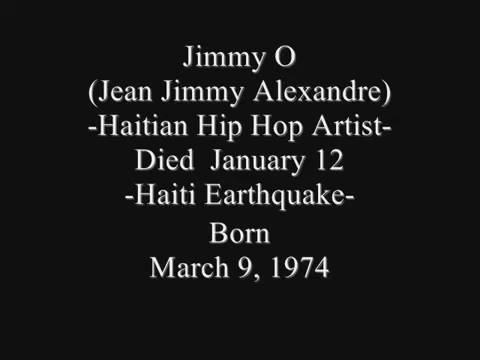 Jimmy O
(Jean Jimmy Alexandre)
-Haitian Hip Hop Artist-
Died January 12
-Haiti Earthquake-
Born
March 9, 1974